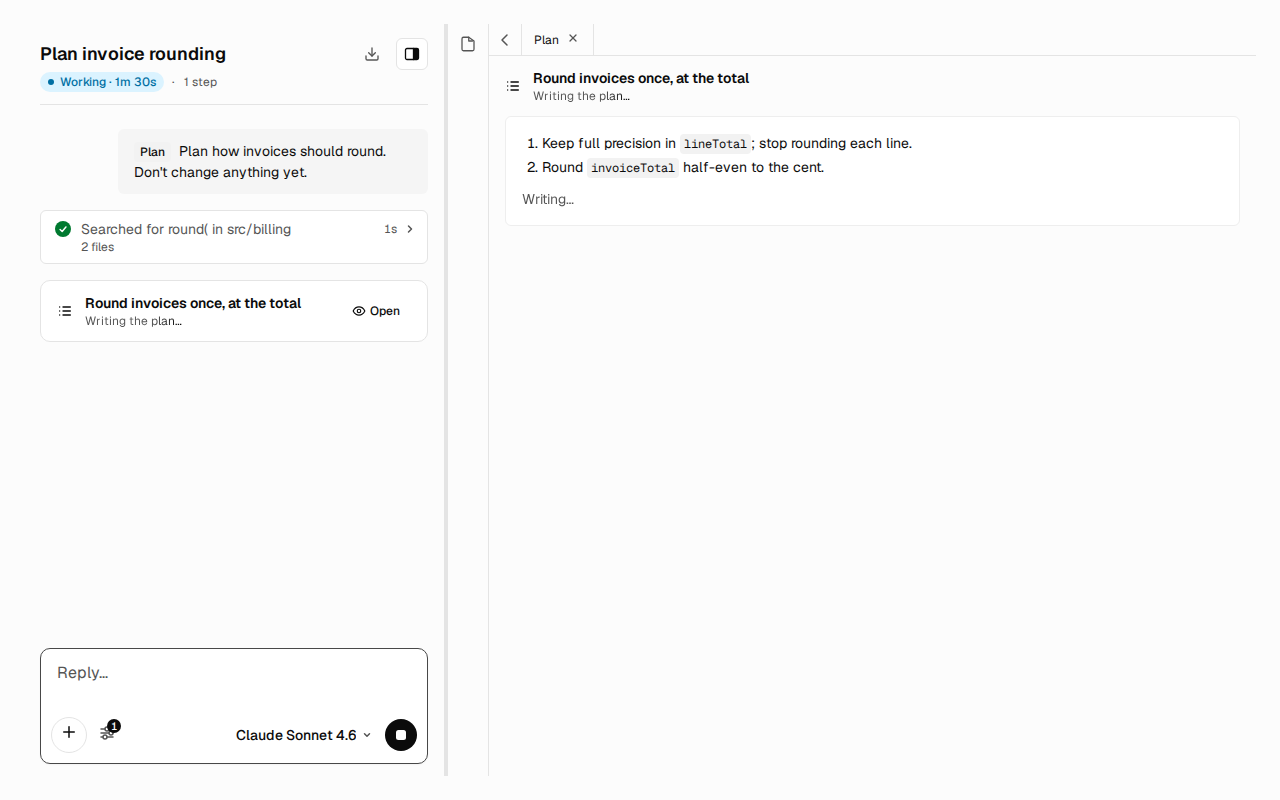 Plan invoice rounding
Working · 1m 30s · 1 step
Plan Plan how invoices should round.
Don't change anything yet.
Searched for round( in src/billing 1s
2 files
Round invoices once, at the total
Writing the plan…
Open
Reply…
1
Claude Sonnet 4.6
Plan
Round invoices once, at the total
Writing the plan…
1. Keep full precision in lineTotal; stop rounding each line.
2. Round invoiceTotal half-even to the cent.
Writing…